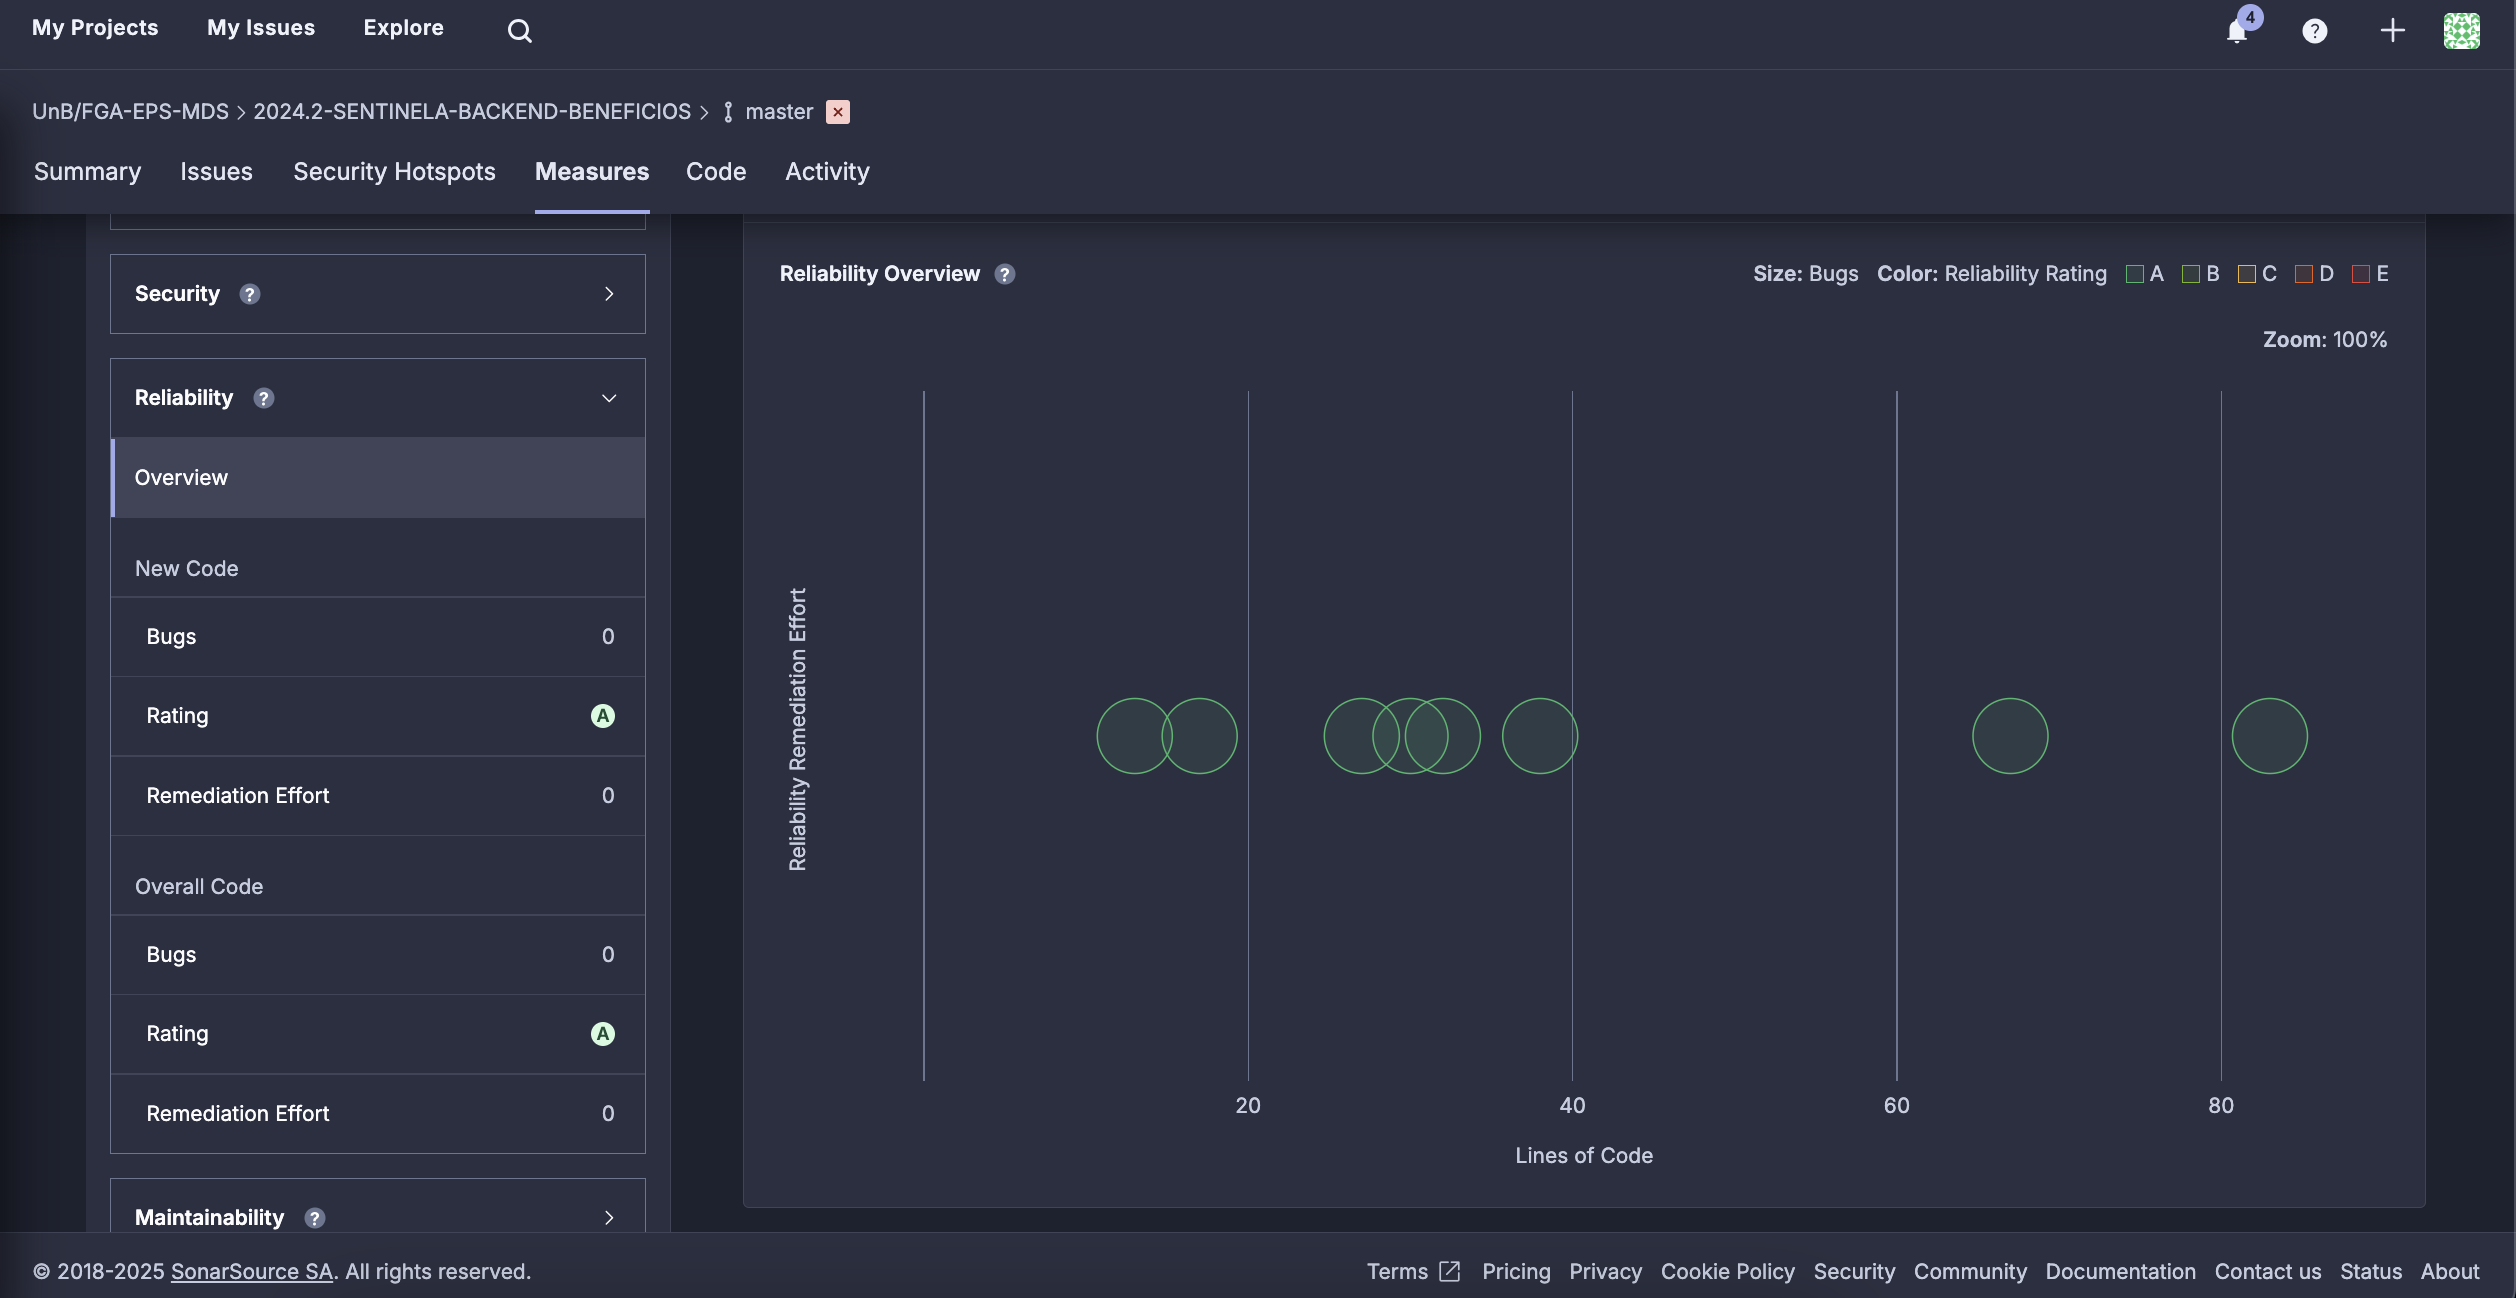 My Projects My Issues Explore 4 ?
UnB/FGA-EPS-MDS > 2024.2-SENTINELA-BACKEND-BENEFICIOS > master
Summary Issues Security Hotspots Measures Code Activity
Security ?
Reliability ?
Overview
New Code
Bugs 0
Rating A
Remediation Effort 0
Overall Code
Bugs 0
Rating A
Remediation Effort 0
Maintainability ?
Reliability Overview ?
Size: Bugs Color: Reliability Rating A B C D E
Zoom: 100%
Reliability Remediation Effort
20 40 60 80
Lines of Code
© 2018-2025 SonarSource SA. All rights reserved.
Terms Pricing Privacy Cookie Policy Security Community Documentation Contact us Status About